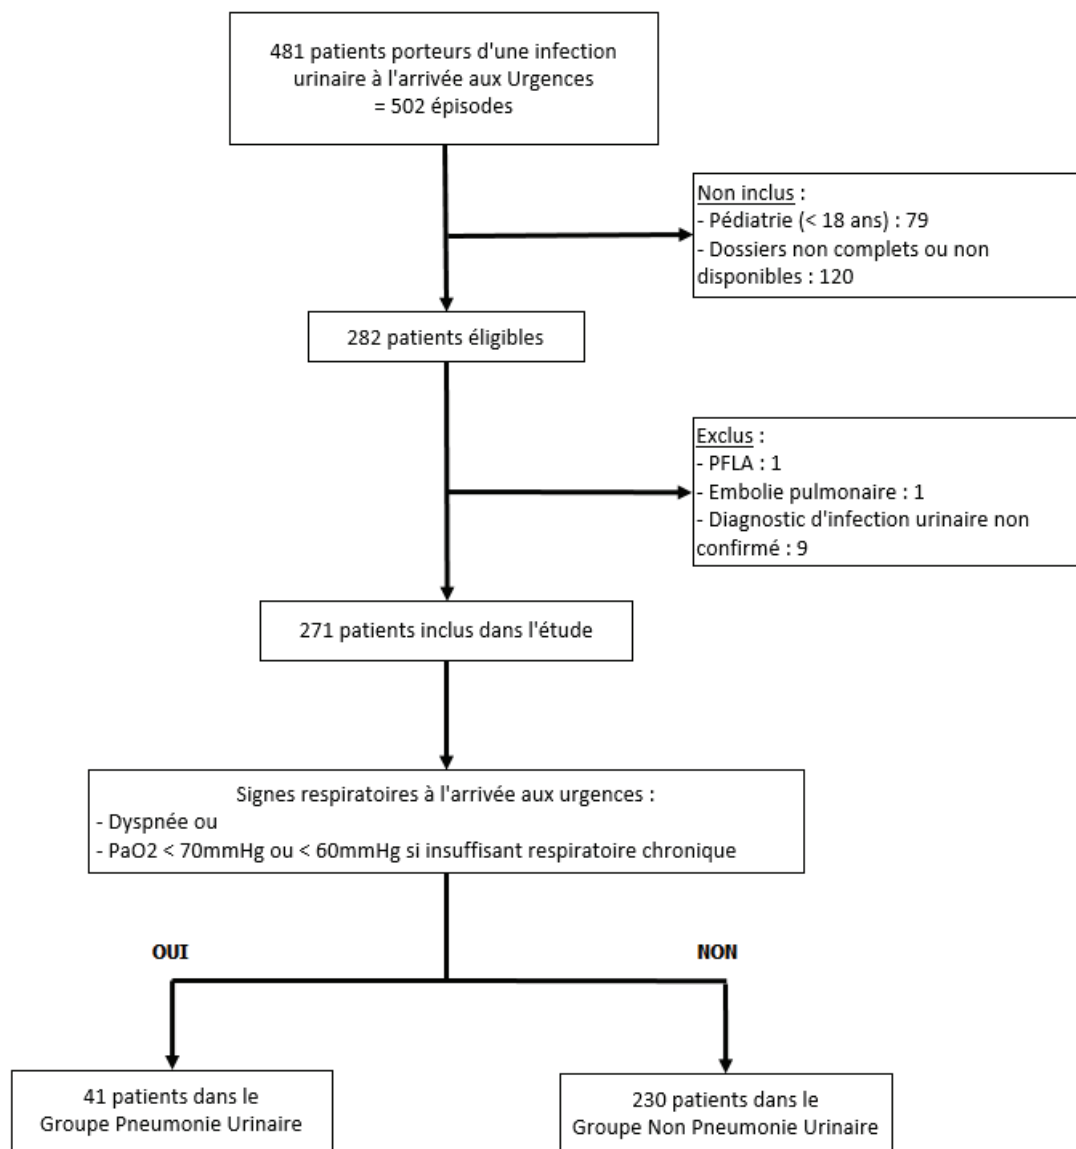 481 patients porteurs d'une infection
urinaire à l'arrivée aux Urgences
= 502 épisodes
Non inclus :
- Pédiatrie (< 18 ans) : 79
- Dossiers non complets ou non
disponibles : 120
282 patients éligibles
Exclus :
- PFLA : 1
- Embolie pulmonaire : 1
- Diagnostic d'infection urinaire non
confirmé : 9
271 patients inclus dans l'étude
Signes respiratoires à l'arrivée aux urgences :
- Dyspnée ou
- PaO2 < 70mmHg ou < 60mmHg si insuffisant respiratoire chronique
OUI
NON
41 patients dans le
Groupe Pneumonie Urinaire
230 patients dans le
Groupe Non Pneumonie Urinaire